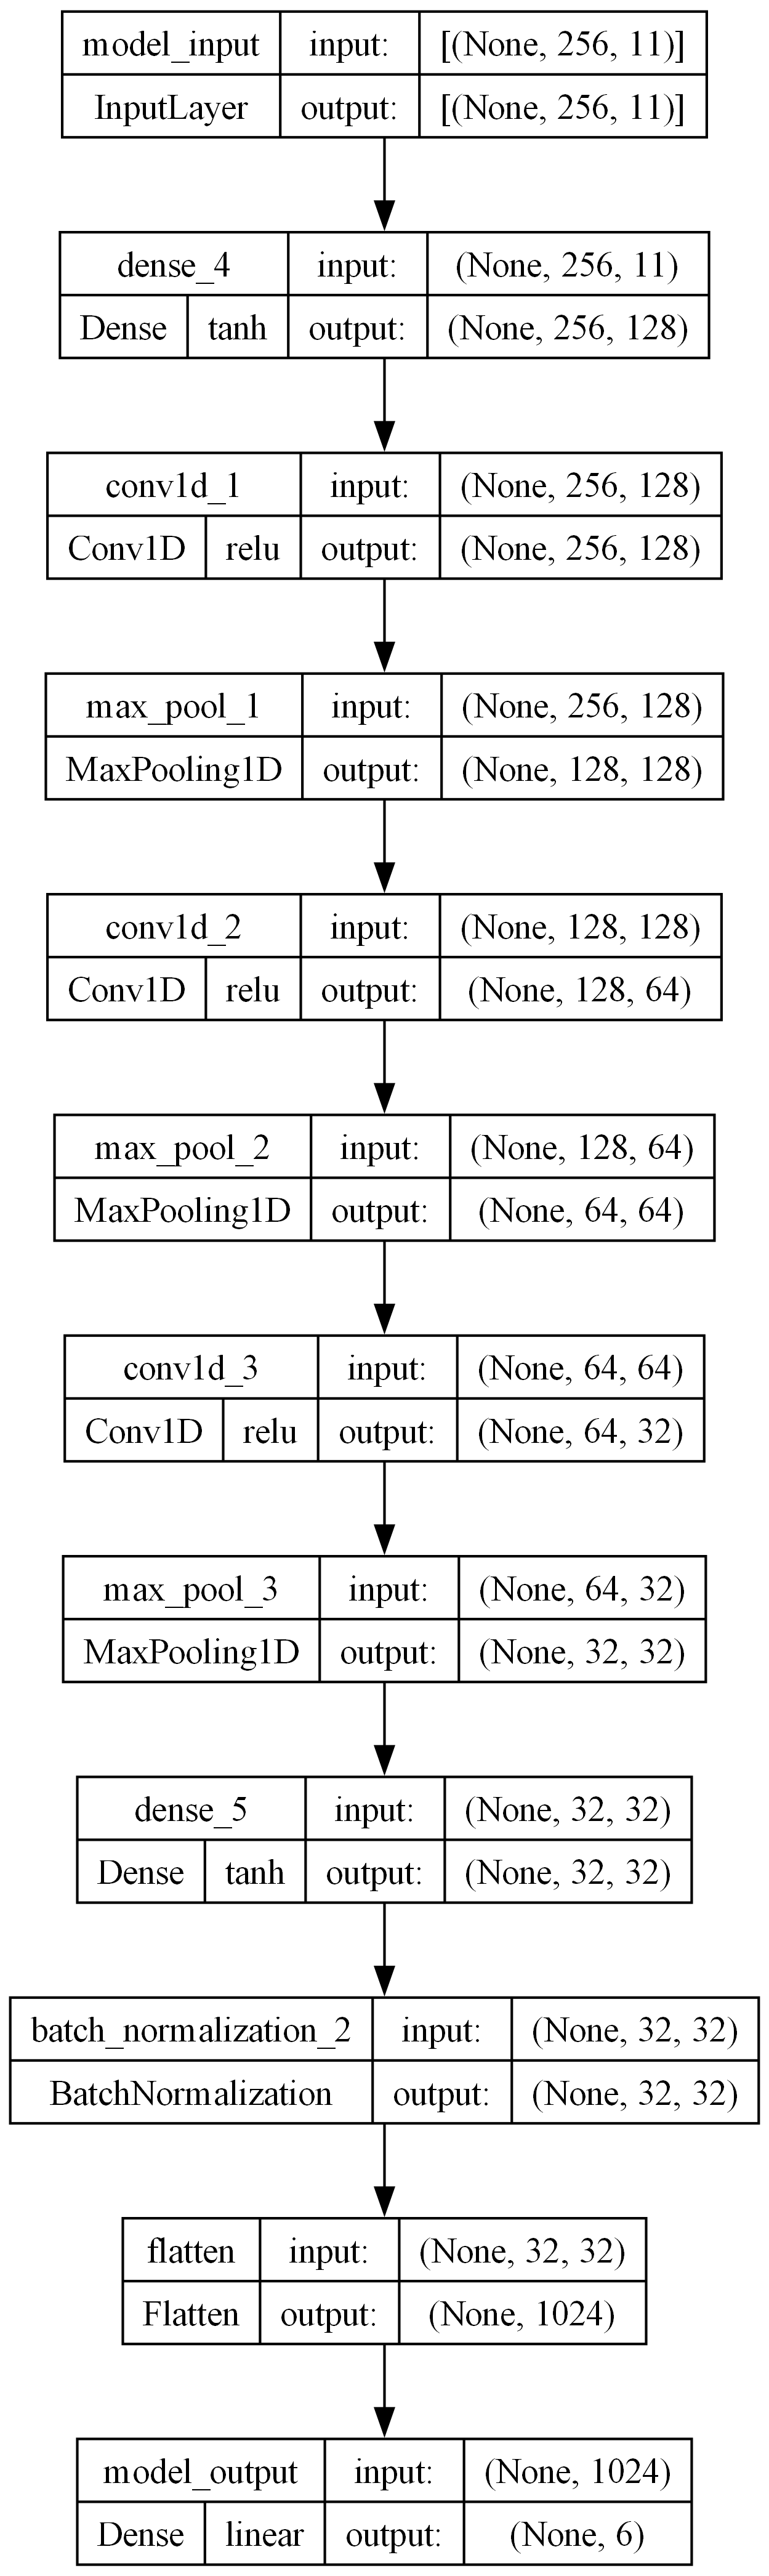 model_input input: [(None, 256, 11)]
InputLayer output: [(None, 256, 11)]
dense_4 input: (None, 256, 11)
Dense tanh output: (None, 256, 128)
conv1d_1 input: (None, 256, 128)
Conv1D relu output: (None, 256, 128)
max_pool_1 input: (None, 256, 128)
MaxPooling1D output: (None, 128, 128)
conv1d_2 input: (None, 128, 128)
Conv1D relu output: (None, 128, 64)
max_pool_2 input: (None, 128, 64)
MaxPooling1D output: (None, 64, 64)
conv1d_3 input: (None, 64, 64)
Conv1D relu output: (None, 64, 32)
max_pool_3 input: (None, 64, 32)
MaxPooling1D output: (None, 32, 32)
dense_5 input: (None, 32, 32)
Dense tanh output: (None, 32, 32)
batch_normalization_2 input: (None, 32, 32)
BatchNormalization output: (None, 32, 32)
flatten input: (None, 32, 32)
Flatten output: (None, 1024)
model_output input: (None, 1024)
Dense linear output: (None, 6)